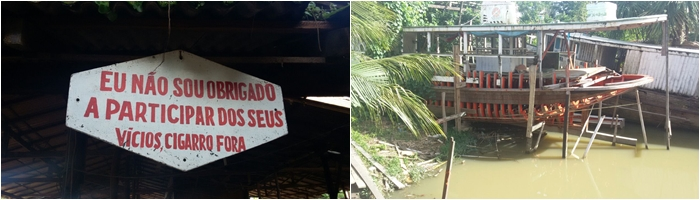 EU NÃO, SOU OBRIGADO
A PARTICIPAR DOS SEUS
VÍCIOS, CIGARRO FORA